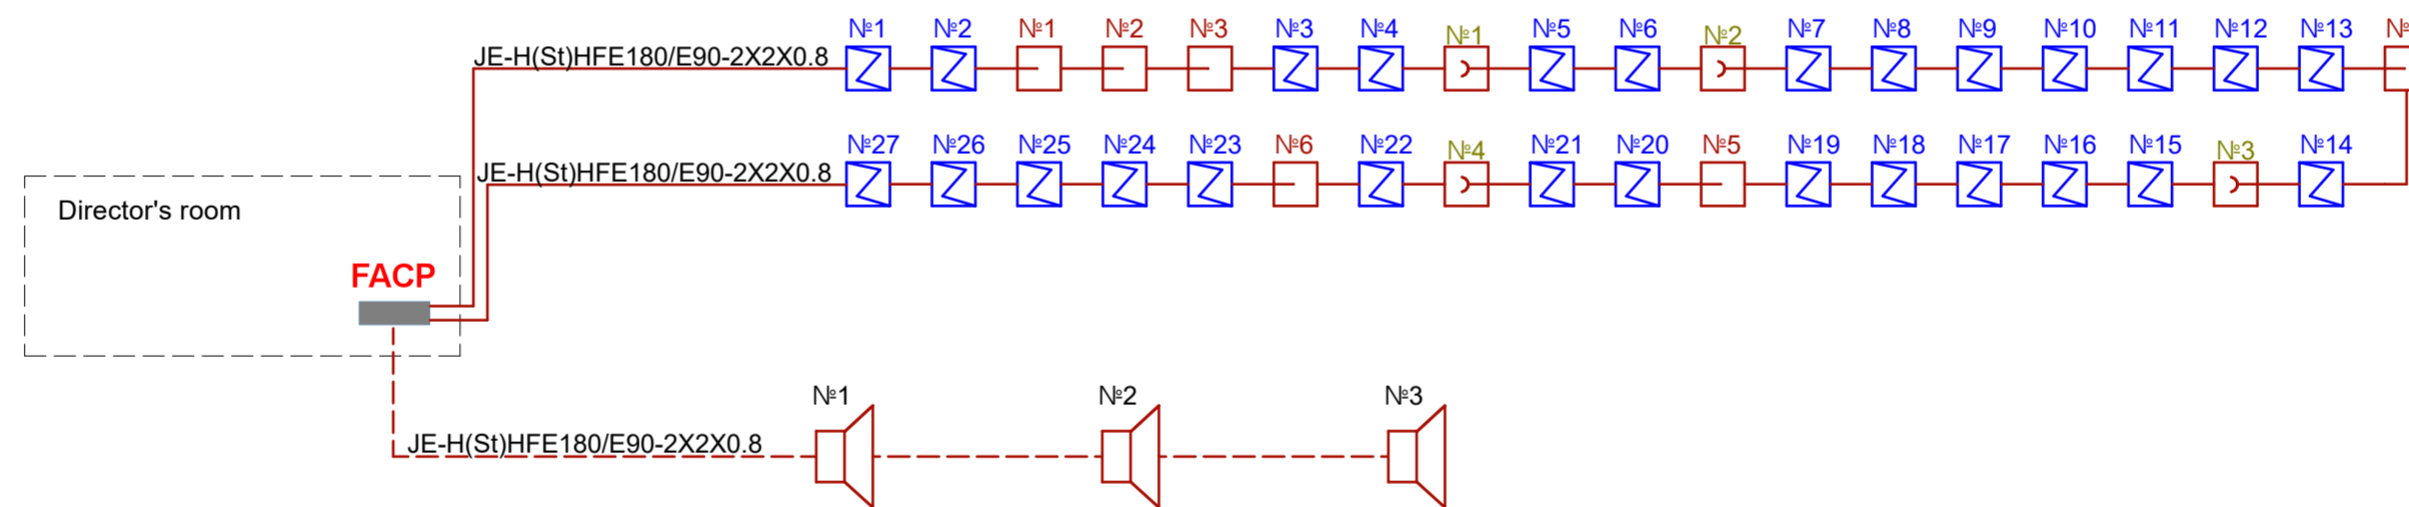 №1 №2 №1 №2 №3 №3 №4 №1 №5 №6 №2 №7 №8 №9 №10 №11 №12 №13 №
JE-H(St)HFE180/E90-2X2X0.8
№27 №26 №25 №24 №23 №6 №22 №4 №21 №20 №5 №19 №18 №17 №16 №15 №3 №14
JE-H(St)HFE180/E90-2X2X0.8
Director's room
FACP
№1 №2 №3
JE-H(St)HFE180/E90-2X2X0.8